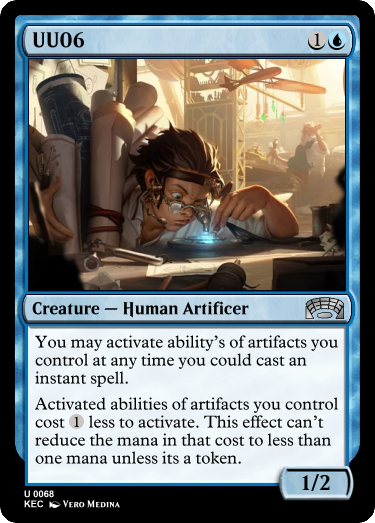 UU06
1
Creature — Human Artificer
You may activate ability's of artifacts you
control at any time you could cast an
instant spell.
Activated abilities of artifacts you control
cost 1 less to activate. This effect can't
reduce the mana in that cost to less than
one mana unless its a token.
1/2
U 0068
KEC Vero Medina